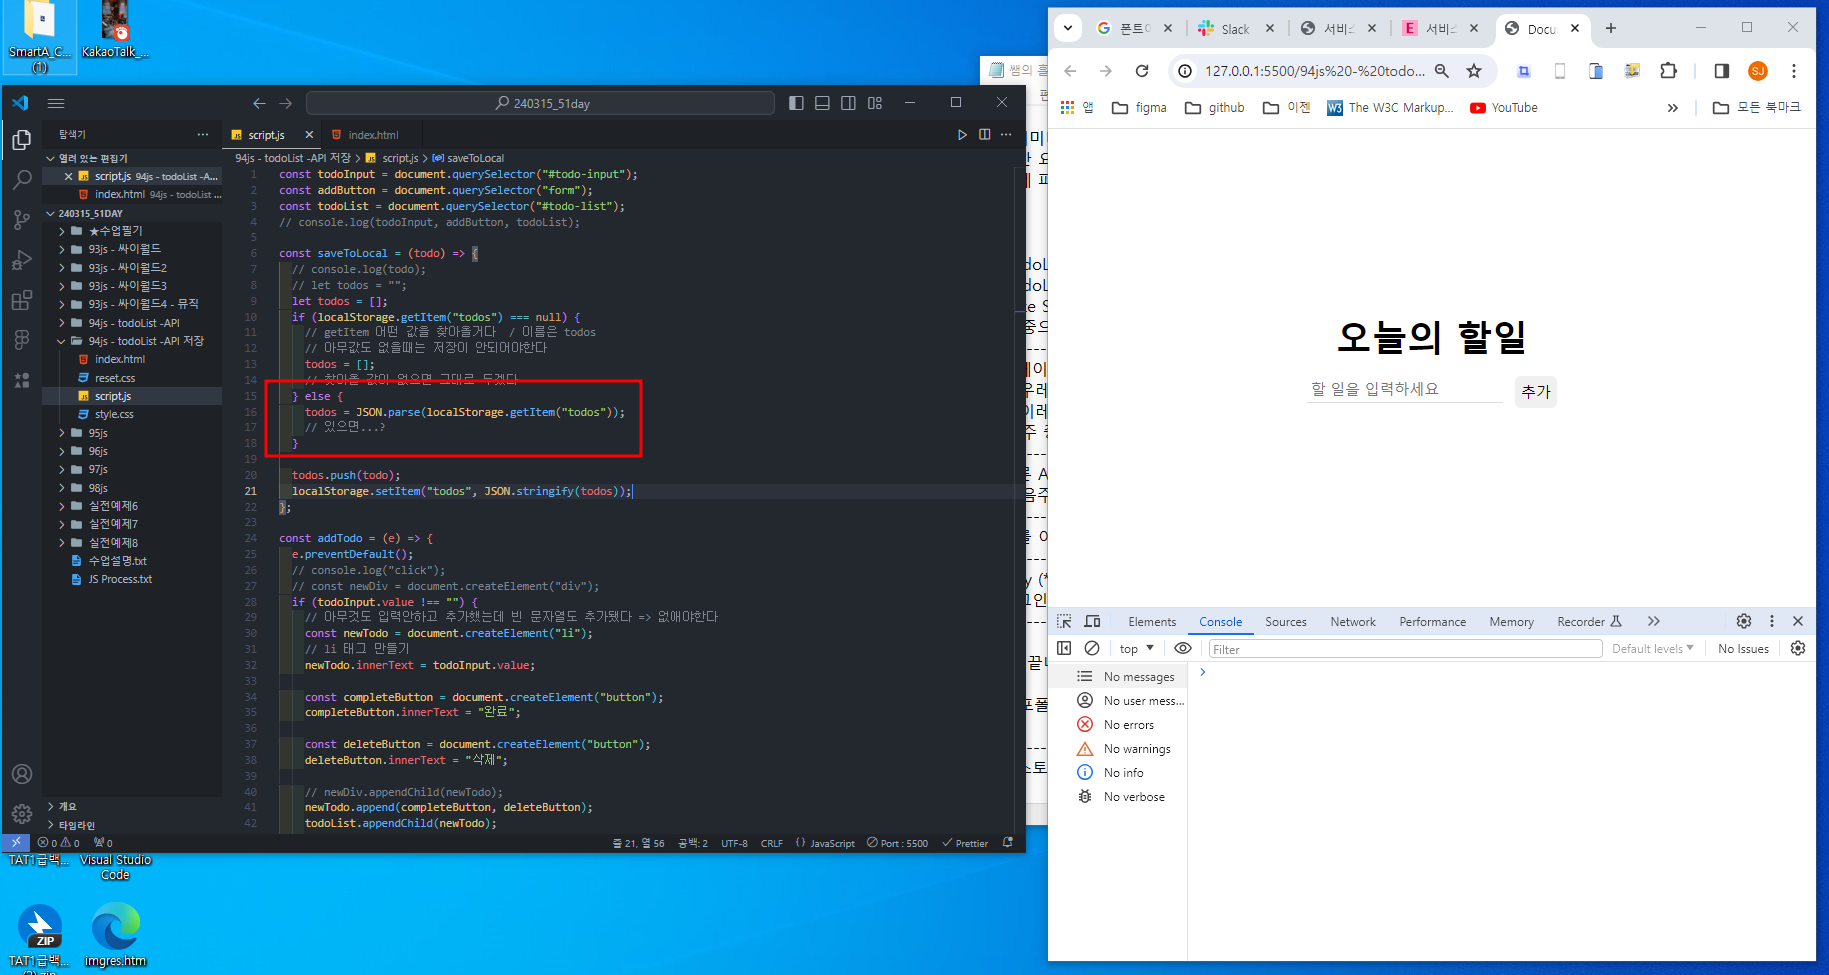 SmartA_C...
(1)
KakaoTalk_...
240315_51day
탐색기
열려 있는 편집기
script.js 94js - todoList -A...
index.html 94js - todoList ...
240315_51DAY
★수업필기
93js - 싸이월드
93js - 싸이월드2
93js - 싸이월드3
93js - 싸이월드4 - 뮤직
94js - todoList -API
94js - todoList -API 저장
index.html
reset.css
script.js
style.css
95js
96js
97js
98js
실전예제6
실전예제7
실전예제8
수업설명.txt
JS Process.txt
개요
타임라인
script.js
index.html
94js - todoList -API 저장 > script.js > saveToLocal
1 const todoInput = document.querySelector("#todo-input");
2 const addButton = document.querySelector("form");
3 const todoList = document.querySelector("#todo-list");
4 // console.log(todoInput, addButton, todoList);
5
6 const saveToLocal = (todo) => {
7 // console.log(todo);
8 // let todos = "";
9 let todos = [];
10 if (localStorage.getItem("todos") === null) {
11 // getItem 어떤 값을 찾아올거다 / 이름은 todos
12 // 아무값도 없을때는 저장이 안되어야한다
13 todos = [];
14 // 찾아올 값이 없으면 그대로 두겠다
15 } else {
16 todos = JSON.parse(localStorage.getItem("todos"));
17 // 있으면...?
18 }
19
20 todos.push(todo);
21 localStorage.setItem("todos", JSON.stringify(todos));
22 };
23
24 const addTodo = (e) => {
25 e.preventDefault();
26 // console.log("click");
27 // const newDiv = document.createElement("div");
28 if (todoInput.value !== "") {
29 // 아무것도 입력안하고 추가했는데 빈 문자열도 추가됐다 => 없애야한다
30 const newTodo = document.createElement("li");
31 // li 태그 만들기
32 newTodo.innerText = todoInput.value;
33
34 const completeButton = document.createElement("button");
35 completeButton.innerText = "완료";
36
37 const deleteButton = document.createElement("button");
38 deleteButton.innerText = "삭제";
39
40 // newDiv.appendChild(newTodo);
41 newTodo.append(completeButton, deleteButton);
42 todoList.appendChild(newTodo);
0 0 0
줄 21, 열 56 공백: 2 UTF-8 CRLF {} JavaScript Port : 5500 Prettier
TAT1급백...
Visual Studio
Code
ZIP
TAT1급백...
imgres.htm
폰트
Slack
서비스
E 서비스
Docu
127.0.0.1:5500/94js%20-%20todo...
SJ
앱
figma
github
이젠
W3 The W3C Markup...
YouTube
모든 북마크
오늘의 할일
할 일을 입력하세요
추가
Elements Console Sources Network Performance Memory Recorder
top Filter Default levels No Issues
No messages
No user mess...
No errors
No warnings
No info
No verbose